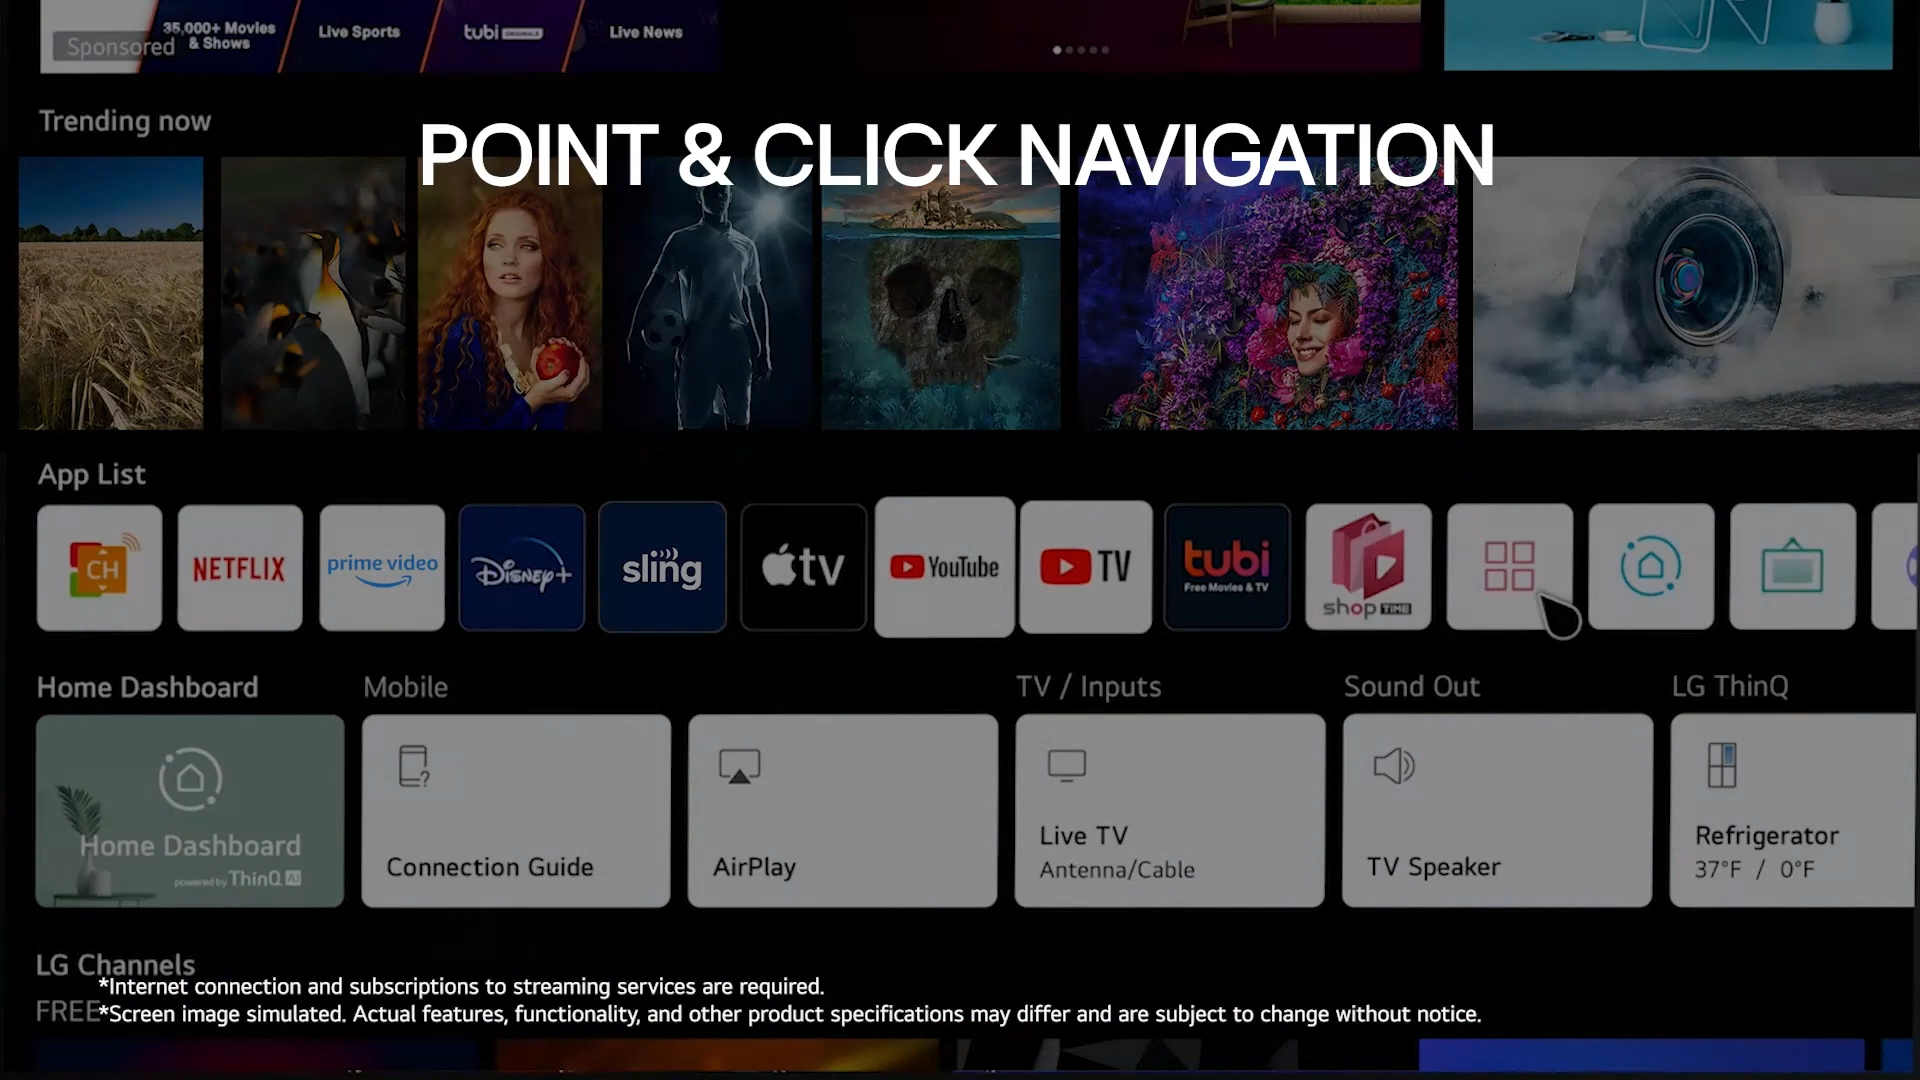 35,000+ Movies
& Shows
Live Sports
tubi ORIGINALS
Live News
Sponsored
Trending now
POINT & CLICK NAVIGATION
App List
CH
NETFLIX
prime video
Disney+
sling
tv
YouTube
TV
tubi
Free Movies & TV
shop TIME
Home Dashboard
Mobile
TV / Inputs
Sound Out
LG ThinQ
Home Dashboard
powered by ThinQ AI
Connection Guide
AirPlay
Live TV
Antenna/Cable
TV Speaker
Refrigerator
37°F / 0°F
LG Channels
FREE
*Internet connection and subscriptions to streaming services are required.
*Screen image simulated. Actual features, functionality, and other product specifications may differ and are subject to change without notice.